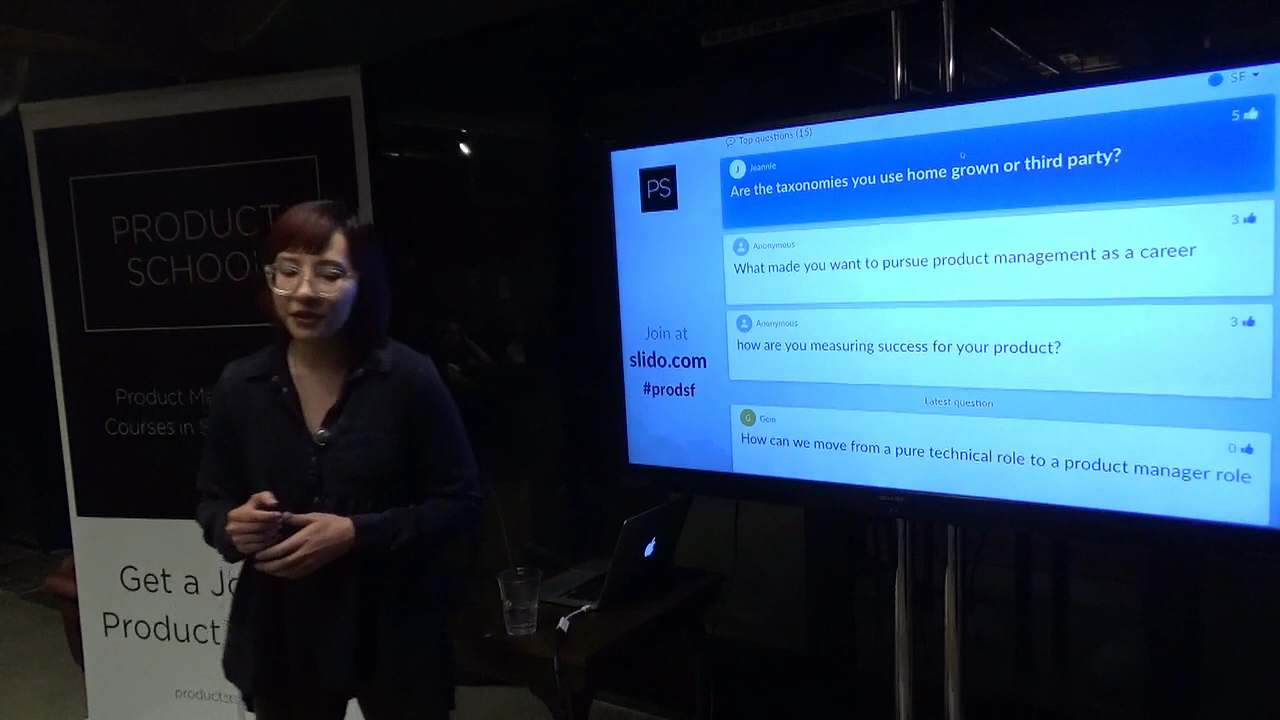 PRODUCT
SCHOOL
Product
Courses in
Get a
Product
SF
Top questions (15)
PS
5
J
Jeannie
Are the taxonomies you use home grown or third party?
3
Anonymous
What made you want to pursue product management as a career
3
Anonymous
how are you measuring success for your product?
Join at
slido.com
#prodsf
Latest question
G
Gem
0
How can we move from a pure technical role to a product manager role